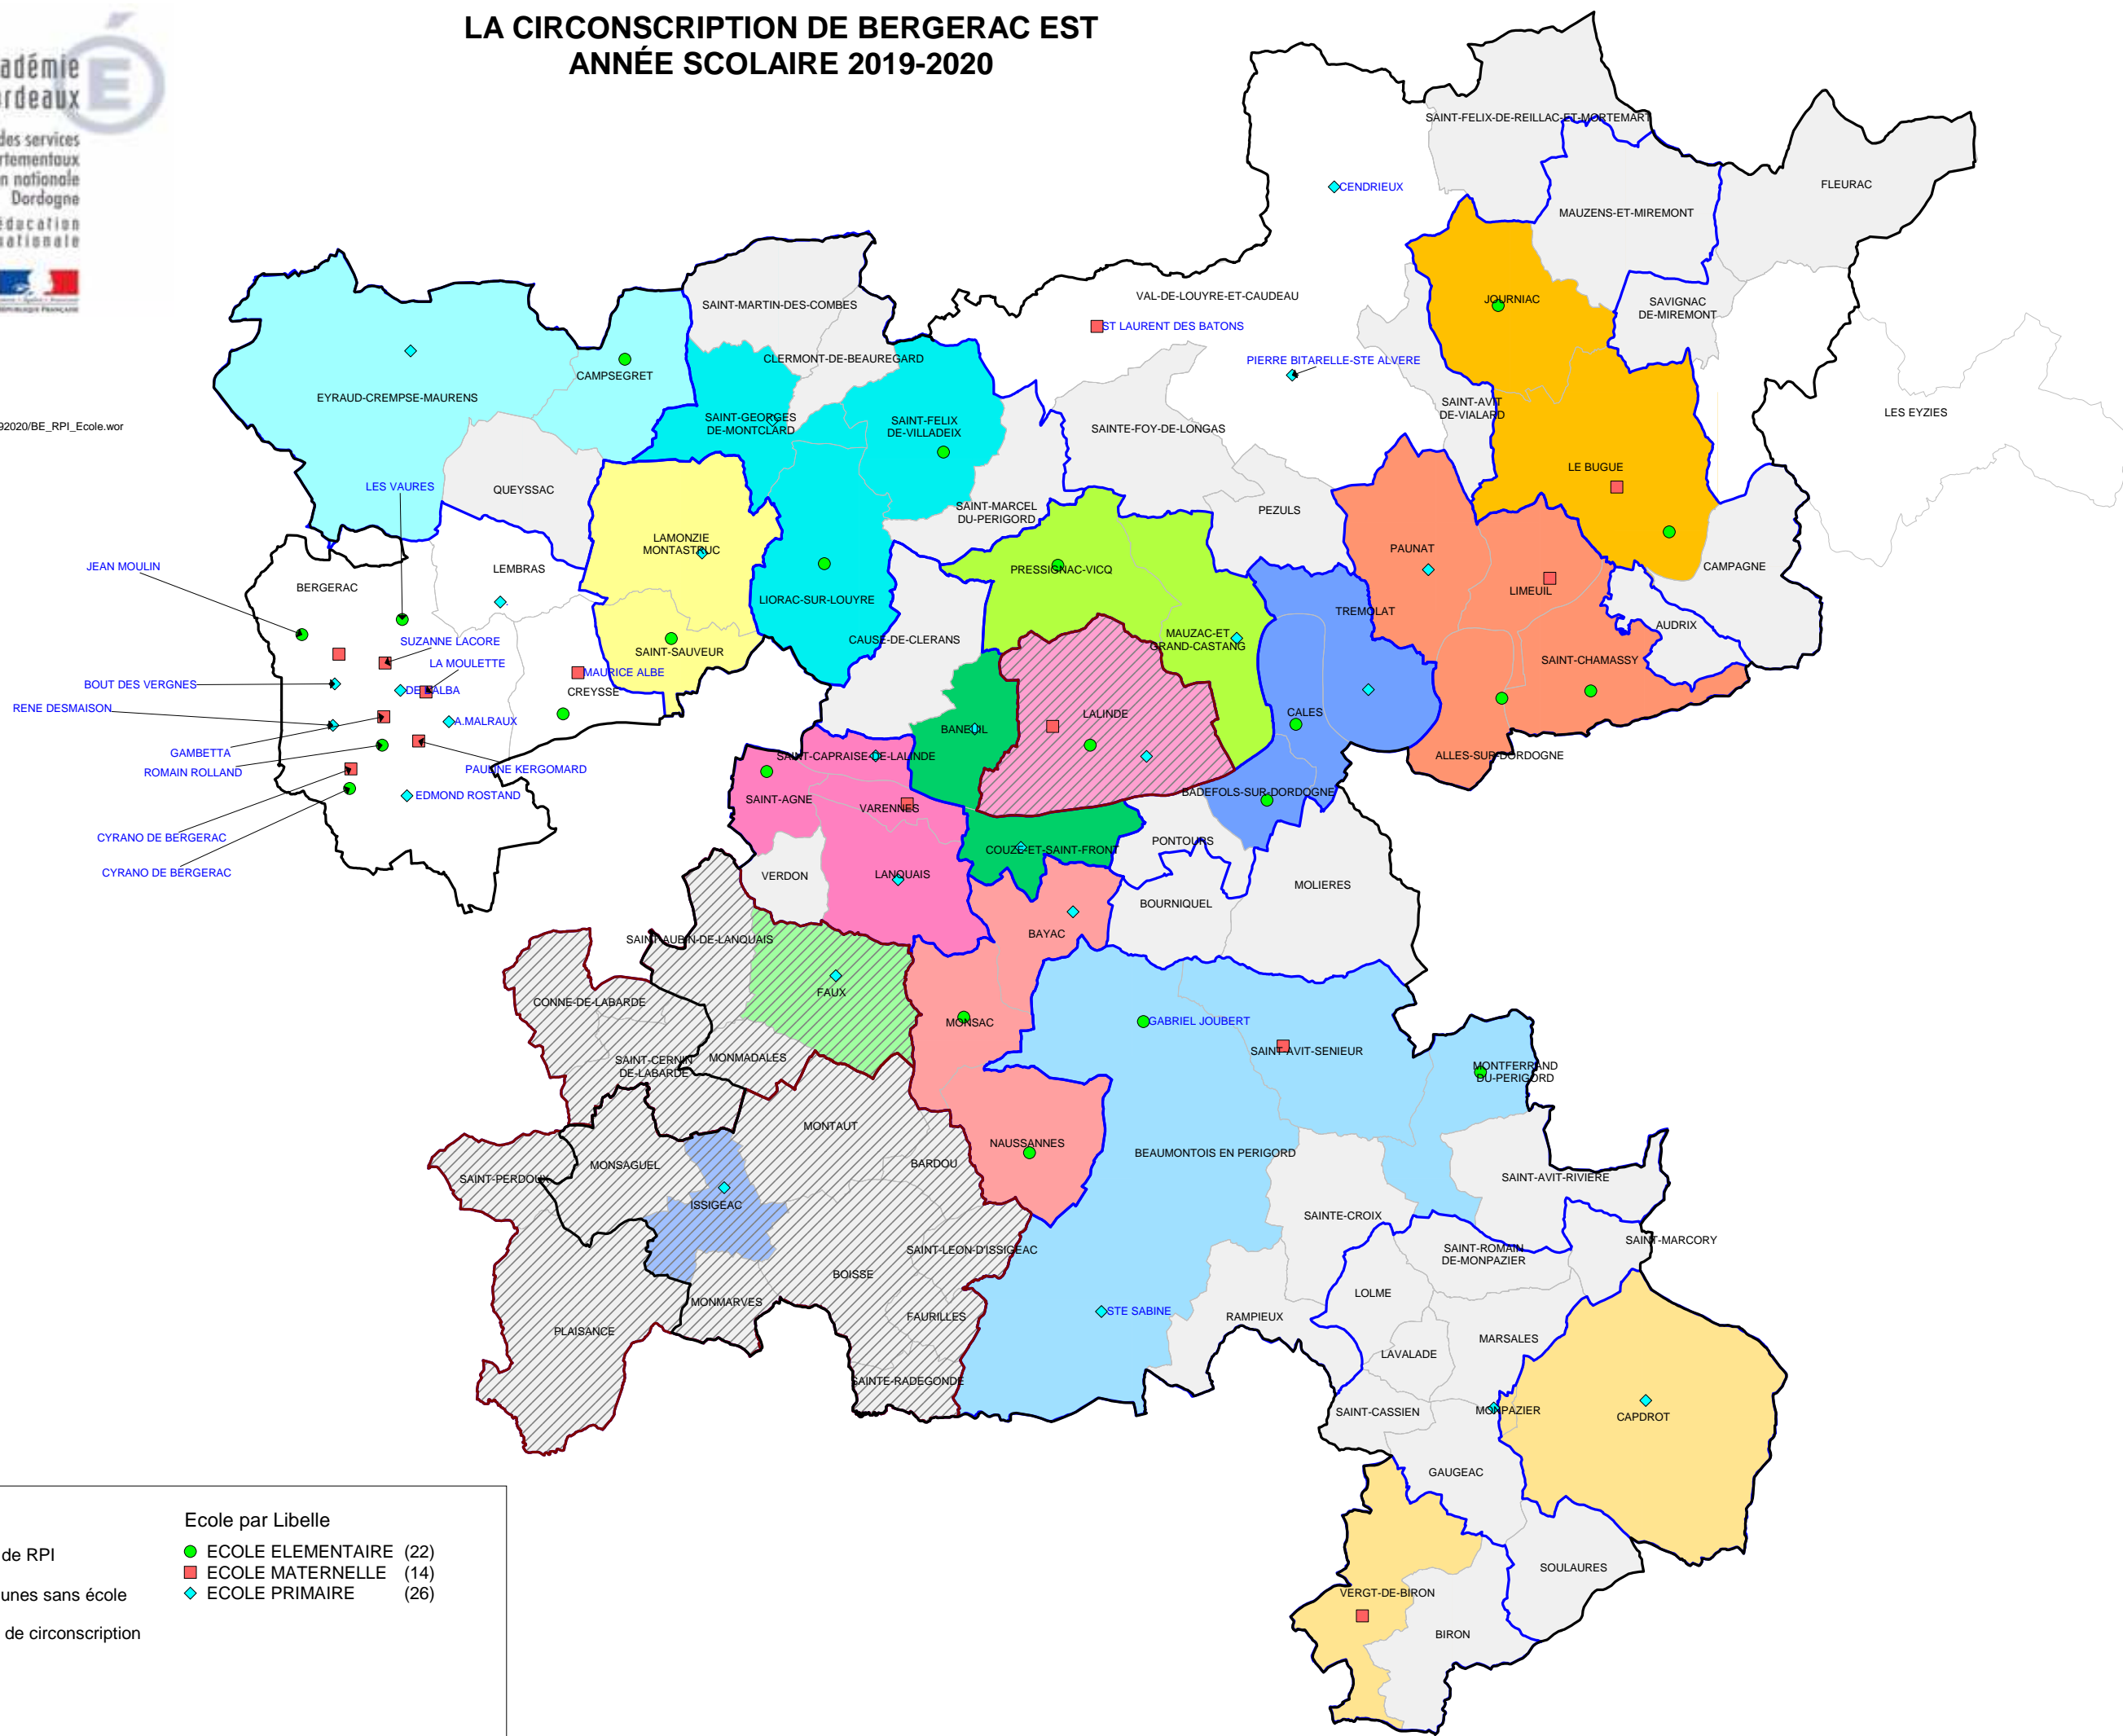 LA CIRCONSCRIPTION DE BERGERAC EST
ANNÉE SCOLAIRE 2019-2020
adémie
rdeaux
É
des services
rtementaux
n nationale
Dordogne
éducation
nationale
92020/BE_RPI_Ecole.wor
SAINT-FELIX-DE-REILLAC-ET-MORTEMART
FLEURAC
CENDRIEUX
MAUZENS-ET-MIREMONT
VAL-DE-LOUYRE-ET-CAUDEAU
JOURNIAC
SAVIGNAC
DE-MIREMONT
SAINT-MARTIN-DES-COMBES
ST LAURENT DES BATONS
CLERMONT-DE-BEAUREGARD
PIERRE BITARELLE-STE ALVERE
CAMPSEGRET
EYRAUD-CREMPSE-MAURENS
SAINT-AVIT
DE-VIALARD
LES EYZIES
SAINT-GEORGES
DE-MONTCLARD
SAINT-FELIX
DE-VILLADEIX
SAINTE-FOY-DE-LONGAS
LE BUGUE
LES VAURES
QUEYSSAC
SAINT-MARCEL
DU-PERIGORD
PEZULS
LAMONZIE
MONTASTRUC
PAUNAT
JEAN MOULIN
LEMBRAS
PRESSIGNAC-VICQ
CAMPAGNE
BERGERAC
LIMEUIL
LIORAC-SUR-LOUYRE
TREMOLAT
AUDRIX
SUZANNE LACORE
CAUSE-DE-CLERANS
MAUZAC-ET
GRAND-CASTANG
SAINT-SAUVEUR
SAINT-CHAMASSY
LA MOULETTE
MAURICE ALBE
BOUT DES VERGNES
CREYSSE
RENE DESMAISON
A.MALRAUX
LALINDE
CALES
BANEUIL
GAMBETTA
SAINT-CAPRAISE-DE-LALINDE
ALLES-SUR-DORDOGNE
ROMAIN ROLLAND
PAULINE KERGOMARD
EDMOND ROSTAND
SAINT-AGNE
VARENNES
BADEFOLS-SUR-DORDOGNE
CYRANO DE BERGERAC
PONTOURS
COUZE-ET-SAINT-FRONT
CYRANO DE BERGERAC
VERDON
LANQUAIS
MOLIERES
BOURNIQUEL
SAINT-AUBIN-DE-LANQUAIS
BAYAC
FAUX
CONNE-DE-LABARDE
MONSAC
GABRIEL JOUBERT
SAINT-AVIT-SENIEUR
MONMADALES
SAINT-CERNIN
DE-LABARDE
MONTFERRAND
DU-PERIGORD
MONTAUT
NAUSSANNES
BEAUMONTOIS EN PERIGORD
MONSAGUEL
BARDOU
SAINT-PERDOUX
SAINT-AVIT-RIVIERE
ISSIGEAC
SAINTE-CROIX
SAINT-MARCORY
SAINT-LEON-D'ISSIGEAC
SAINT-ROMAIN
DE-MONPAZIER
BOISSE
LOLME
MONMARVES
STE SABINE
FAURILLES
RAMPIEUX
PLAISANCE
MARSALES
LAVALADE
SAINTE-RADEGONDE
SAINT-CASSIEN
MONPAZIER
CAPDROT
GAUGEAC
SOULAURES
VERGT-DE-BIRON
BIRON
Ecole par Libelle
de RPI
ECOLE ELEMENTAIRE (22)
ECOLE MATERNELLE (14)
unes sans école
ECOLE PRIMAIRE (26)
de circonscription